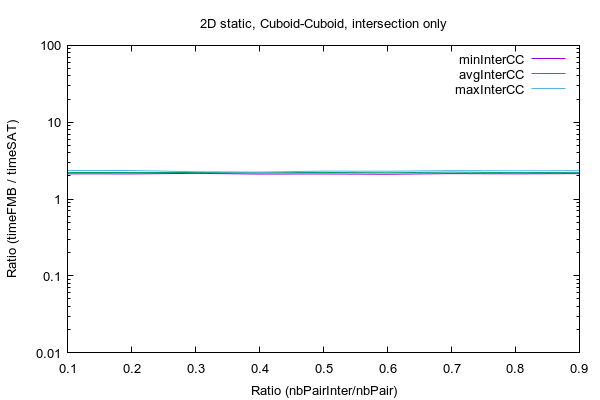 2D static, Cuboid-Cuboid, intersection only
minInterCC
avgInterCC
maxInterCC
Ratio (timeFMB / timeSAT)
100
10
1
0.1
0.01
0.1 0.2 0.3 0.4 0.5 0.6 0.7 0.8 0.9
Ratio (nbPairInter/nbPair)